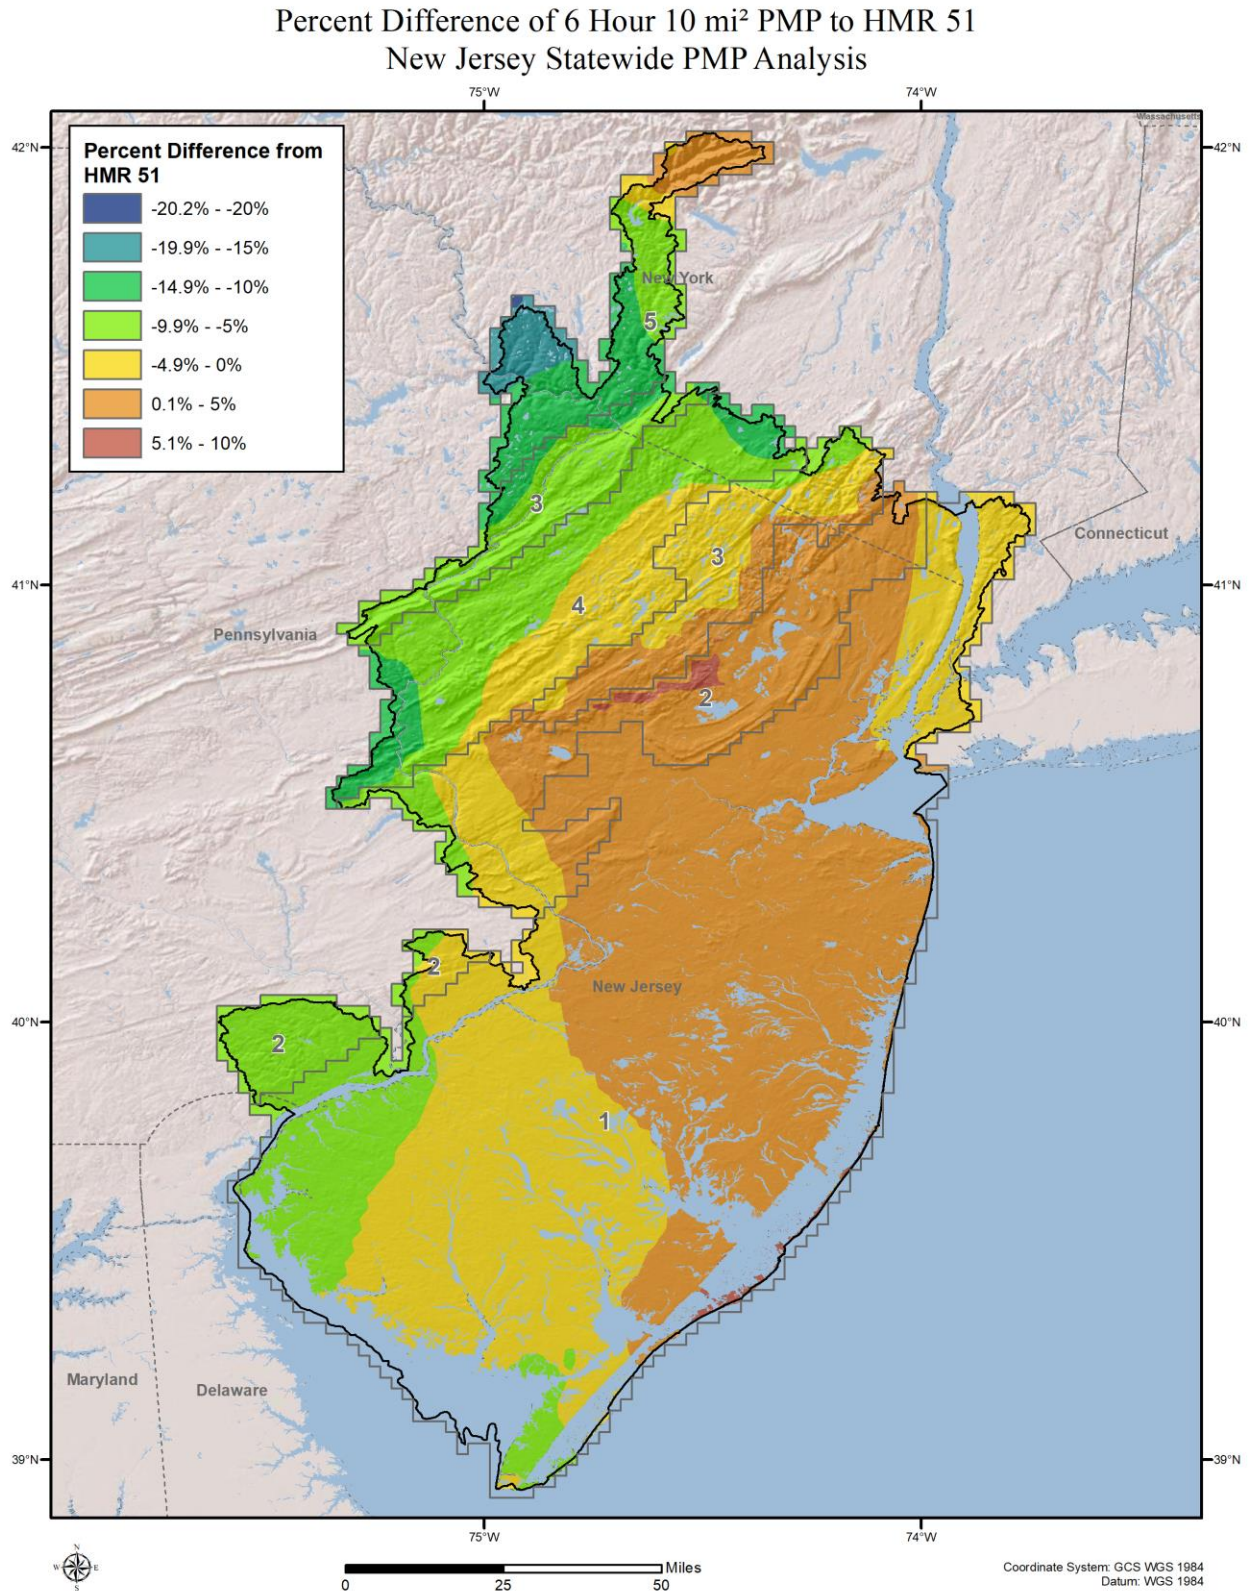 Percent Difference of 6 Hour 10 mi² PMP to HMR 51
New Jersey Statewide PMP Analysis
75°W
74°W
Massachusetts
42°N
42°N
Percent Difference from
HMR 51
-20.2% - -20%
-19.9% - -15%
-14.9% - -10%
-9.9% - -5%
-4.9% - 0%
0.1% - 5%
5.1% - 10%
New York
5
3
Connecticut
3
41°N
41°N
4
Pennsylvania
2
2
New Jersey
40°N
40°N
2
1
Maryland
Delaware
39°N
39°N
75°W
74°W
N
W
E
S
Miles
0
25
50
Coordinate System: GCS WGS 1984
Datum: WGS 1984